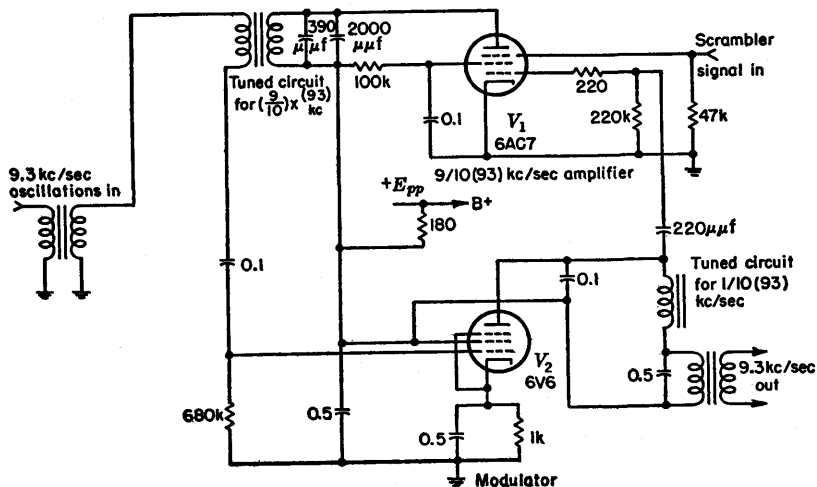 390
μμf
2000
μμf
Tuned circuit
for (9/10) x (93)
kc
100k
0.1
V₁
6AC7
220
220k
47k
Scrambler
signal in
9/10(93) kc/sec amplifier
9.3 kc/sec
oscillations in
+Epp
B+
180
220μμf
0.1
0.1
Tuned circuit
for 1/10(93)
kc/sec
V₂
6V6
0.5
9.3kc/sec
out
680k
0.5
0.5
1k
Modulator